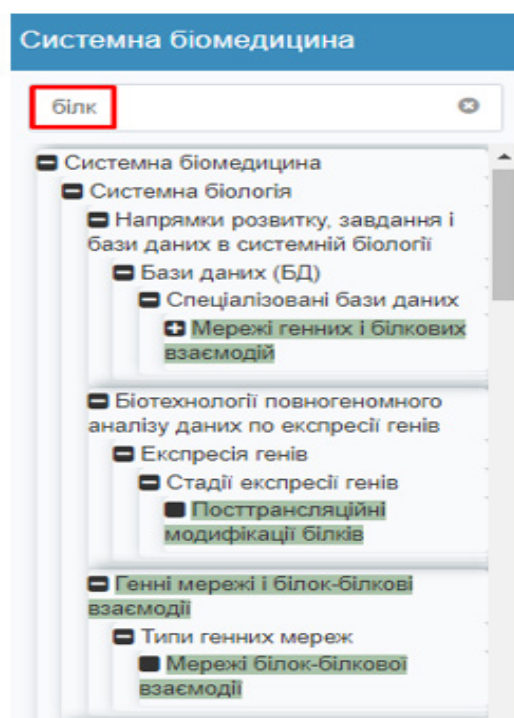 Системна біомедицина
білк
Системна біомедицина
Системна біологія
Напрямки розвитку, завдання і
бази даних в системній біології
Бази даних (БД)
Спеціалізовані бази даних
Мережі генних і білкових
взаємодій
Біотехнології повногеномного
аналізу даних по експресії генів
Експресія генів
Стадії експресії генів
Посттрансляційні
модифікації білків
Генні мережі і білок-білкові
взаємодії
Типи генних мереж
Мережі білок-білкової
взаємодії